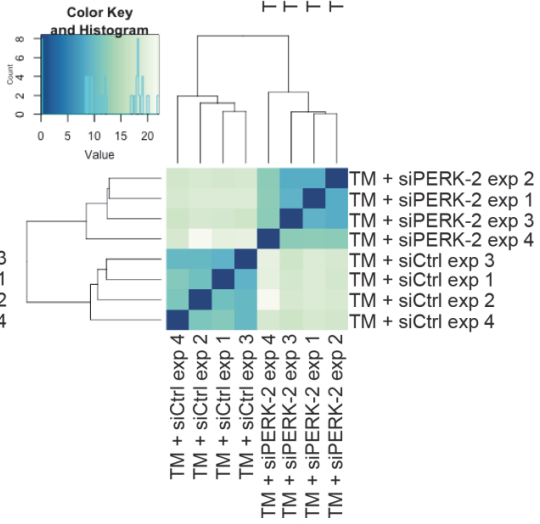 Color Key
and Histogram
T T T T
Count
0 2 4 6 8
0 5 10 15 20
Value
TM + siPERK-2 exp 2
TM + siPERK-2 exp 1
TM + siPERK-2 exp 3
TM + siPERK-2 exp 4
3 TM + siCtrl exp 3
1 TM + siCtrl exp 1
2 TM + siCtrl exp 2
4 TM + siCtrl exp 4
TM + siCtrl exp 4
TM + siCtrl exp 2
TM + siCtrl exp 1
TM + siCtrl exp 3
TM + siPERK-2 exp 4
TM + siPERK-2 exp 3
TM + siPERK-2 exp 1
TM + siPERK-2 exp 2